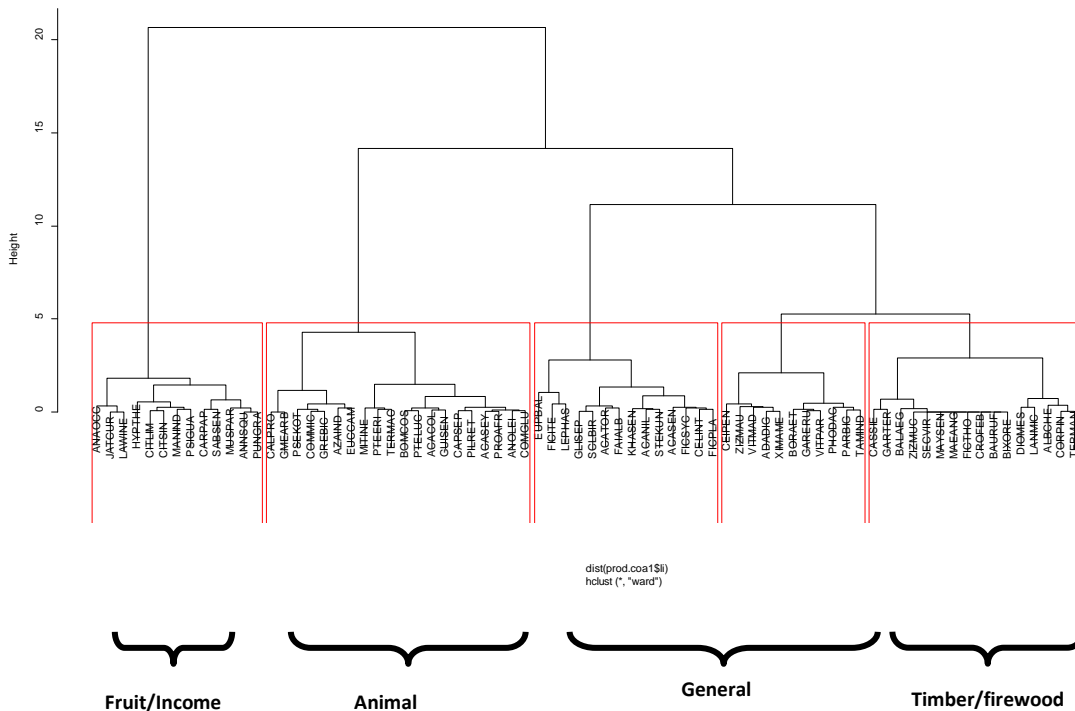 20
15
10
5
0
Height
ANAOCC
JATCUR
LAWINE
HYPTHE
CITLIM
CITSIN
MANIND
PSIGUA
CARPAP
SABSEN
MUSPAR
ANNSQU
PUNGRA
CALPRO
GMEARB
PSEKOT
COMMIC
GREBIC
AZAIND
EUCCAM
MITINE
PTEERI
TERMAC
BOMCOS
PTELUC
ACACOL
GUISEN
CAPSEP
PILRET
ACASEY
PROAFR
ANOLEI
COMGLU
EUPBAL
FICITE
LEPHAS
GLISEP
SCLBIR
ACATOR
FAIALB
KHASEN
ACANIL
STEKUN
ACASEN
FICSYC
CELINT
FICPLA
CEIPEN
ZIZMAU
VITMAD
ADADIG
XIMAME
BORAET
GARERU
VITPAR
PHODAC
PARBIG
TAMIND
CASSIE
GARTER
BALAEG
ZIZMUC
SECVIR
MAYSEN
MAEANG
FICTHO
CROFEB
BAURUF
BIXORE
DIOMES
LANMIC
ALBCHE
CORPIN
TERMAN
dist(prod.coa1$li)
hclust (*, "ward")
Fruit/Income
Animal
General
Timber/firewood